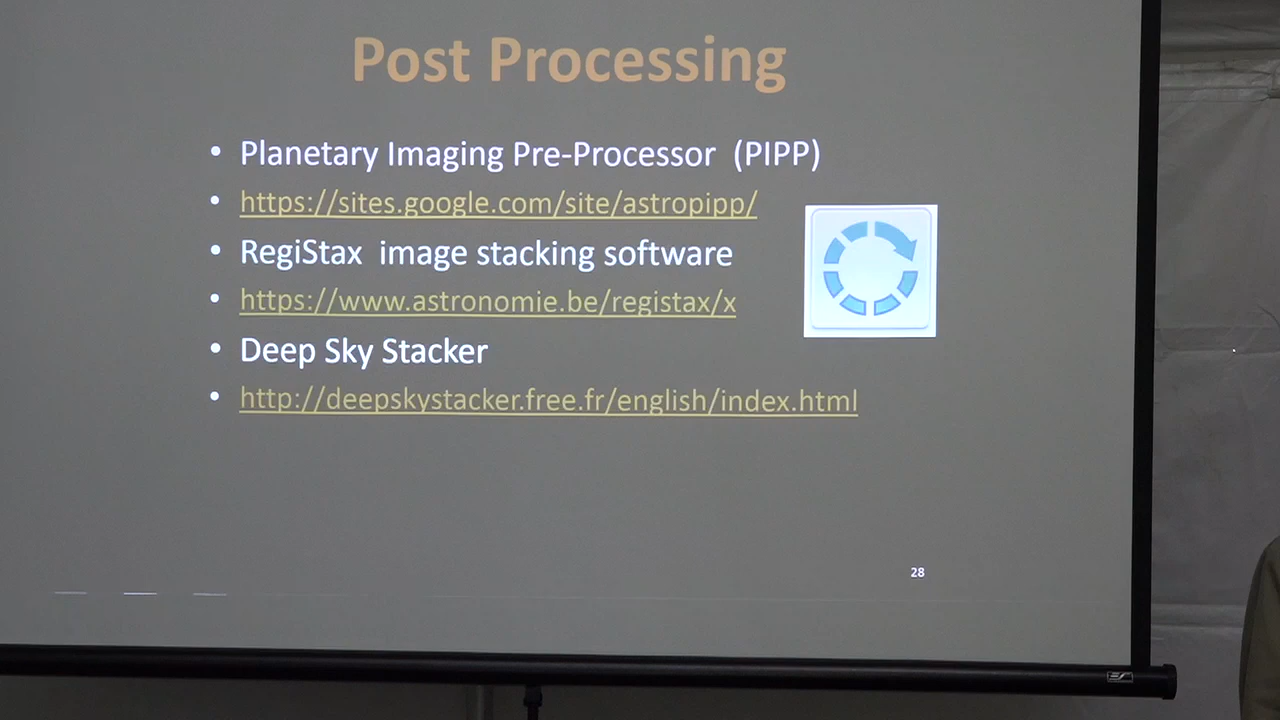 Post Processing
• Planetary Imaging Pre-Processor (PIPP)
• https://sites.google.com/site/astropipp/
• RegiStax image stacking software
• https://www.astronomie.be/registax/x
• Deep Sky Stacker
• http://deepskystacker.free.fr/english/index.html
28